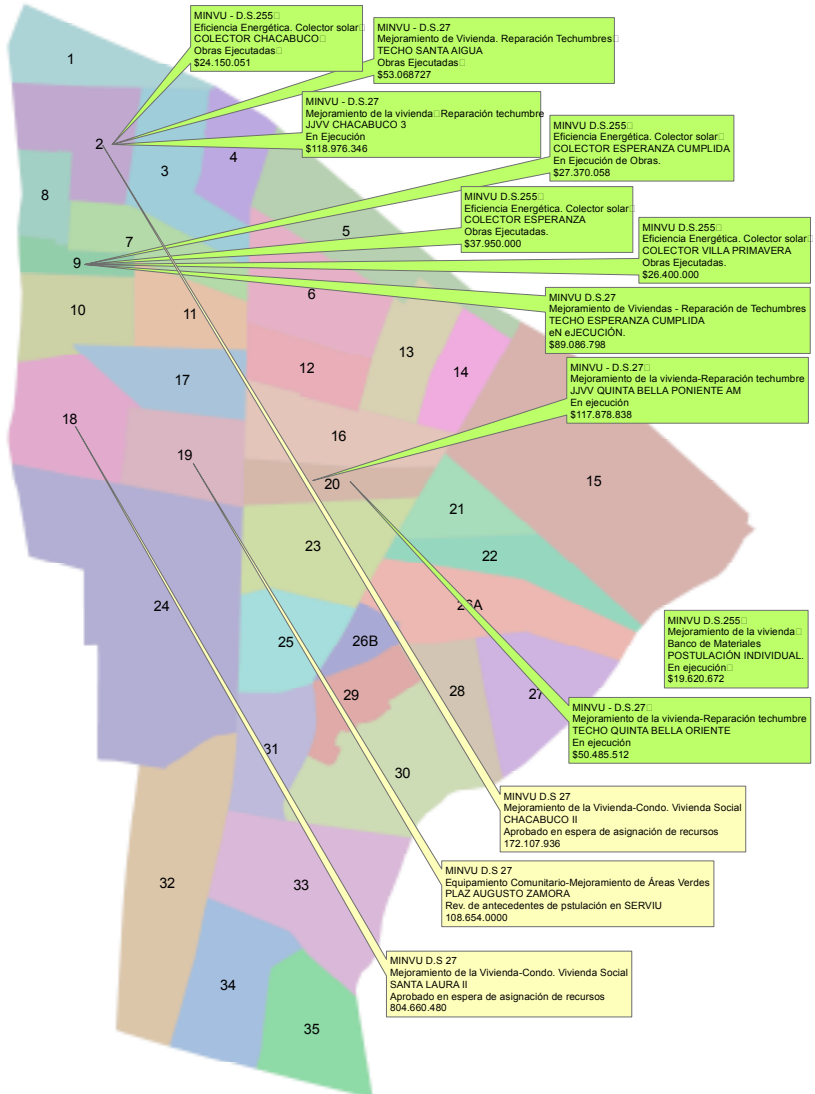 MINVU - D.S.255
Eficiencia Energética. Colector solar
COLECTOR CHACABUCO
Obras Ejecutadas
$24.150.051
MINVU - D.S.27
Mejoramiento de Vivienda. Reparación Techumbres
TECHO SANTA AIGUA
Obras Ejecutadas
$53.068727
MINVU - D.S.27
Mejoramiento de la vivienda Reparación techumbre
JJVV CHACABUCO 3
En Ejecución
$118.976.346
MINVU D.S.255
Eficiencia Energética. Colector solar
COLECTOR ESPERANZA CUMPLIDA
En Ejecución de Obras.
$27.370.058
MINVU D.S.255
Eficiencia Energética. Colector solar
COLECTOR ESPERANZA
Obras Ejecutadas.
$37.950.000
MINVU D.S.255
Eficiencia Energética. Colector solar
COLECTOR VILLA PRIMAVERA
Obras Ejecutadas.
$26.400.000
MINVU D.S.27
Mejoramiento de Viviendas - Reparación de Techumbres
TECHO ESPERANZA CUMPLIDA
eN eJECUCIÓN.
$89.086.798
MINVU - D.S.27
Mejoramiento de la vivienda-Reparación techumbre
JJVV QUINTA BELLA PONIENTE AM
En ejecución
$117.878.838
MINVU D.S.255
Mejoramiento de la vivienda
Banco de Materiales
POSTULACIÓN INDIVIDUAL.
En ejecución
$19.620.672
MINVU - D.S.27
Mejoramiento de la vivienda-Reparación techumbre
TECHO QUINTA BELLA ORIENTE
En ejecución
$50.485.512
MINVU D.S 27
Mejoramiento de la Vivienda-Condo. Vivienda Social
CHACABUCO II
Aprobado en espera de asignación de recursos
172.107.936
MINVU D.S 27
Equipamiento Comunitario-Mejoramiento de Áreas Verdes
PLAZ AUGUSTO ZAMORA
Rev. de antecedentes de pstulación en SERVIU
108.654.0000
MINVU D.S 27
Mejoramiento de la Vivienda-Condo. Vivienda Social
SANTA LAURA II
Aprobado en espera de asignación de recursos
804.660.480
1
2
3
4
5
6
7
8
9
10
11
12
13
14
15
16
17
18
19
20
21
22
23
24
25
26A
26B
27
28
29
30
31
32
33
34
35